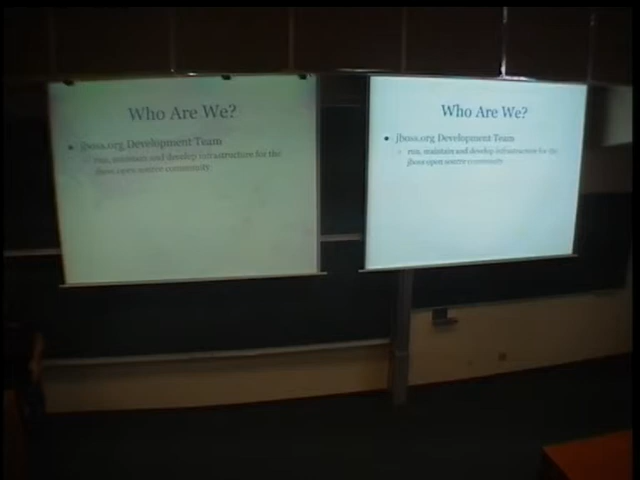 Who Are We?
jboss.org Development Team
run, maintain and develop infrastructure for the
jboss open source community
Who Are We?
jboss.org Development Team
run, maintain and develop infrastructure for the
jboss open source community